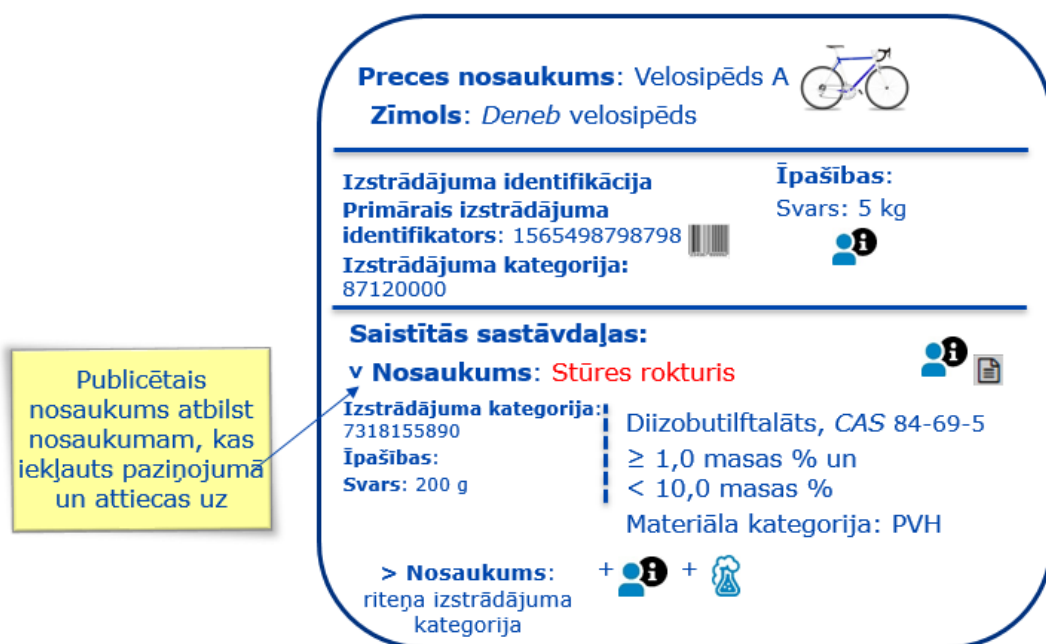 Preces nosaukums: Velosipēds A
Zīmols: Deneb velosipēds
Izstrādājuma identifikācija
Primārais izstrādājuma
identifikators: 1565498798798
Izstrādājuma kategorija:
87120000
Īpašības:
Svars: 5 kg
Saistītās sastāvdaļas:
v Nosaukums: Stūres rokturis
Izstrādājuma kategorija:
7318155890
Īpašības:
Svars: 200 g
Diizobutilftalāts, CAS 84-69-5
≥ 1,0 masas % un
< 10,0 masas %
Materiāla kategorija: PVH
> Nosaukums:
riteņa izstrādājuma
kategorija
+ +
Publicētais
nosaukums atbilst
nosaukumam, kas
iekļauts paziņojumā
un attiecas uz